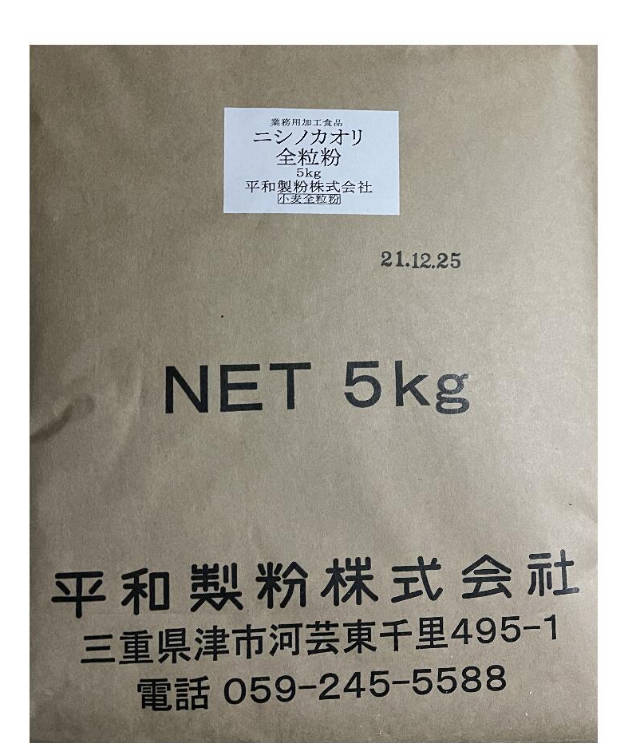 業務用加工食品
ニシノカオリ
全粒粉
5kg
平和製粉株式会社
小麦全粒粉
21.12.25
NET 5kg
平和製粉株式会社
三重県津市河芸東千里495-1
電話 059-245-5588